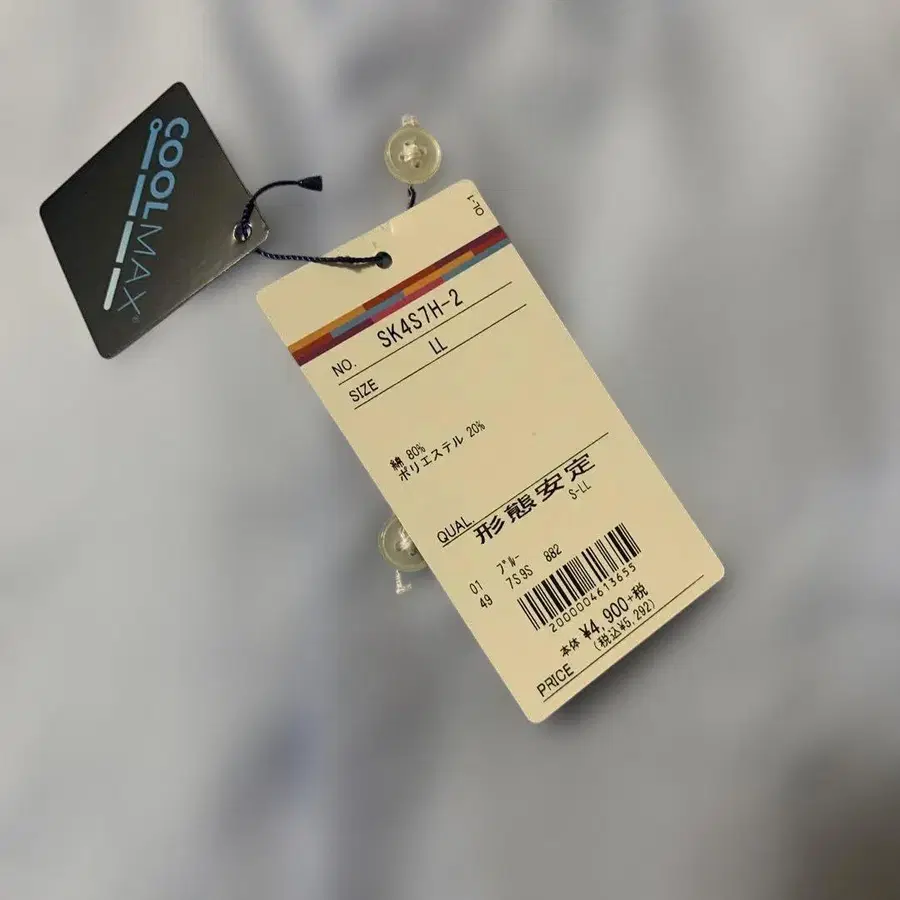 COOLMAX®
OL-1
NO. SK4S7H-2
SIZE LL
綿 80%
ポリエステル 20%
QUAL. 形態安定
S-LL
01 ブルー
49 7S9S 882
2000004613655
本体 ¥4,900+税
(税込¥5,292)
PRICE